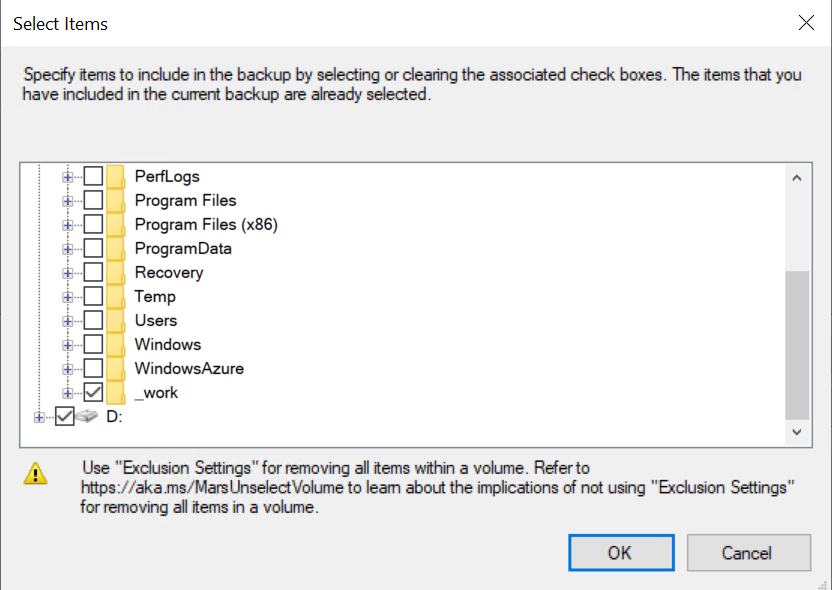 Select Items
Specify items to include in the backup by selecting or clearing the associated check boxes. The items that you
have included in the current backup are already selected.
PerfLogs
Program Files
Program Files (x86)
ProgramData
Recovery
Temp
Users
Windows
WindowsAzure
_work
D:
Use "Exclusion Settings" for removing all items within a volume. Refer to
https://aka.ms/MarsUnselectVolume to learn about the implications of not using "Exclusion Settings"
for removing all items in a volume.
OK
Cancel